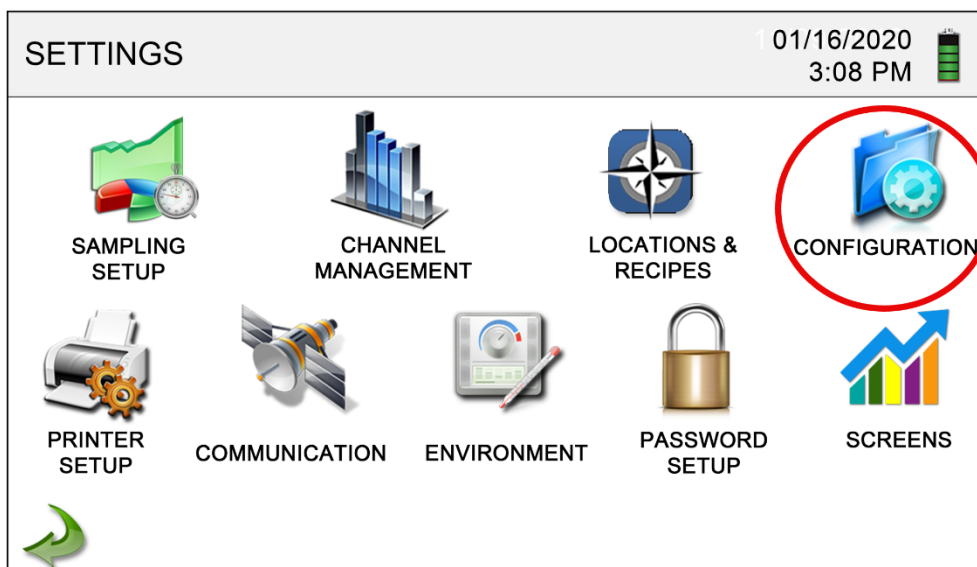 SETTINGS
1 01/16/2020
3:08 PM
SAMPLING
SETUP
CHANNEL
MANAGEMENT
LOCATIONS &
RECIPES
CONFIGURATION
PRINTER
SETUP
COMMUNICATION
ENVIRONMENT
PASSWORD
SETUP
SCREENS